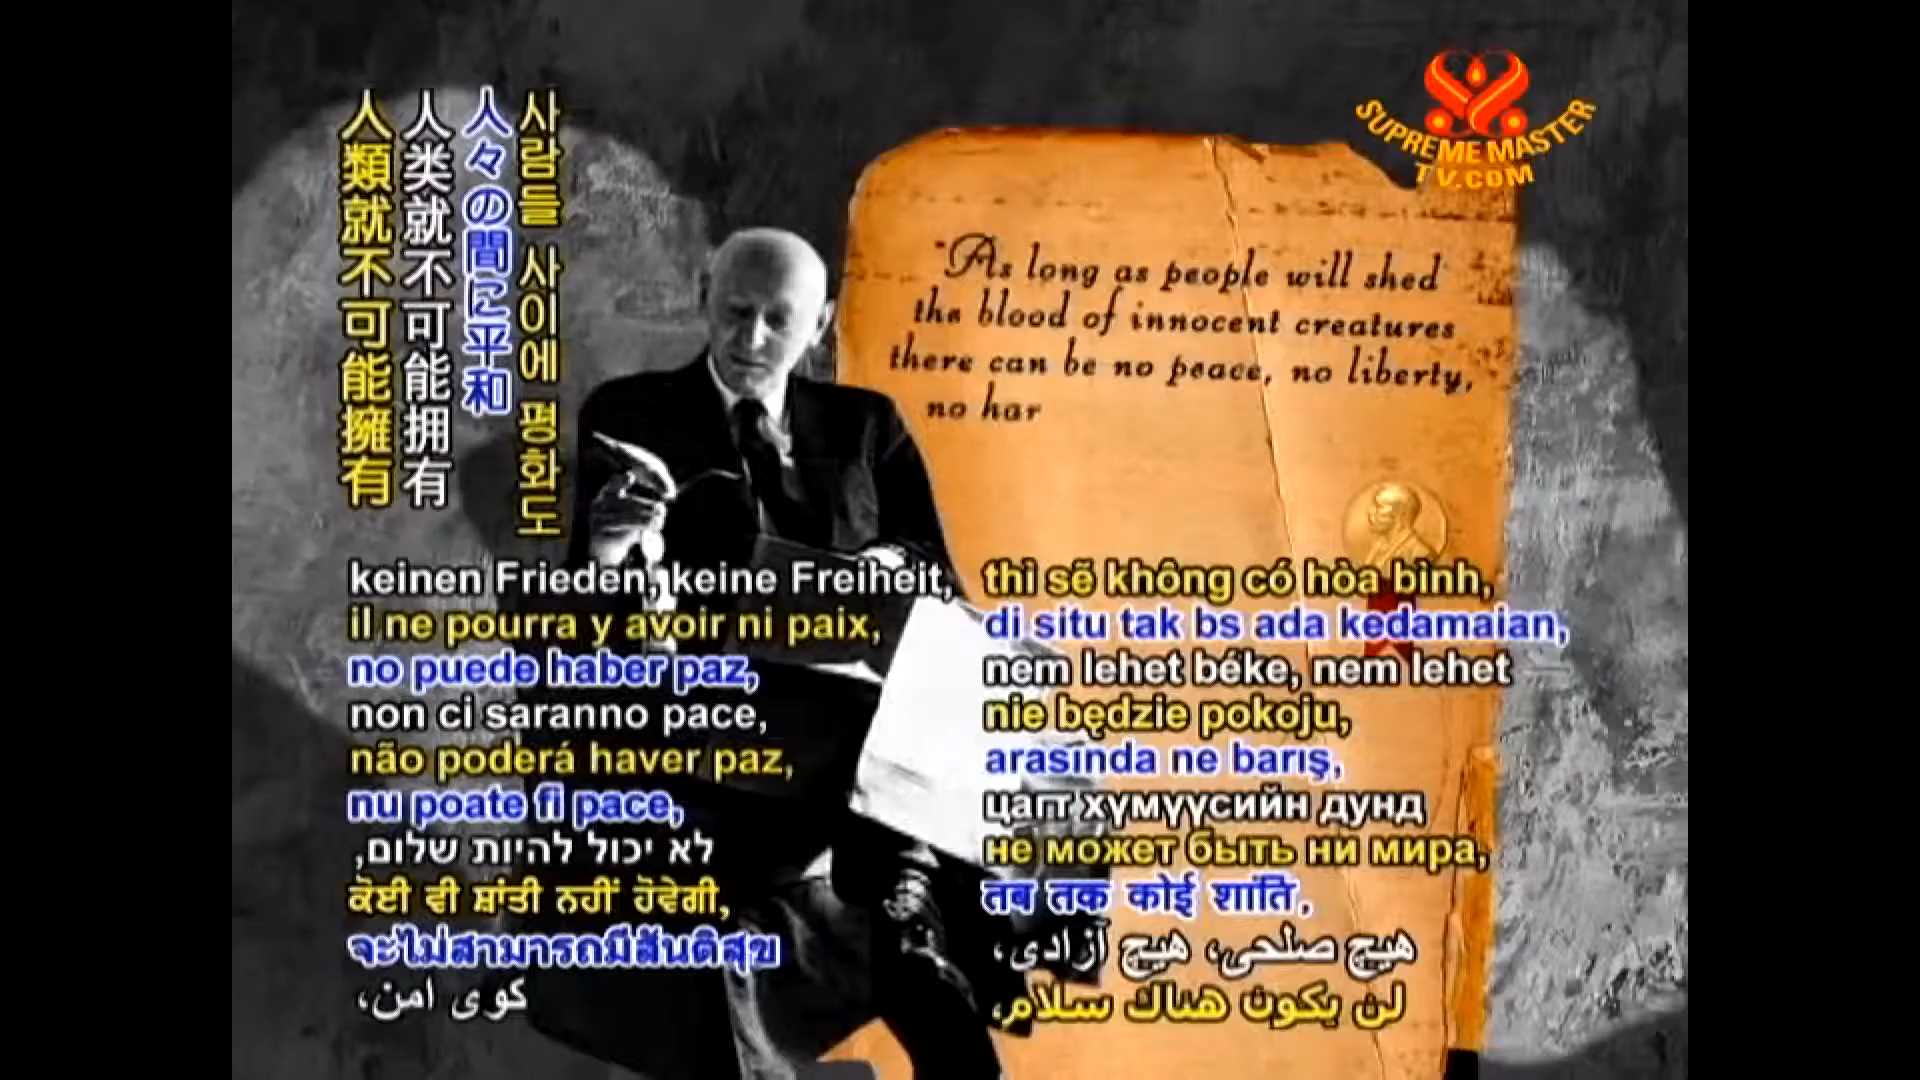 人類就不可能擁有
人类就不可能拥有
人々の間に平和
사람들 사이에 평화도
SUPREME MASTER
TV.COM
"As long as people will shed
the blood of innocent creatures
there can be no peace, no liberty,
no har
keinen Frieden, keine Freiheit,
il ne pourra y avoir ni paix,
no puede haber paz,
non ci saranno pace,
não poderá haver paz,
nu poate fi pace,
לא יכול להיות שלום,
ਕੋਈ ਵੀ ਸ਼ਾਂਤੀ ਨਹੀਂ ਹੋਵੇਗੀ,
จะไม่สามารถมีสันติสุข
کوی امن،
thì sẽ không có hòa bình,
di situ tak bs ada kedamaian,
nem lehet béke, nem lehet
nie będzie pokoju,
arasında ne barış,
цагт хүмүүсийн дунд
не может быть ни мира,
तब तक कोई शांति,
هیچ صلحی، هیچ آزادی،
لن يكون هناك سلام،